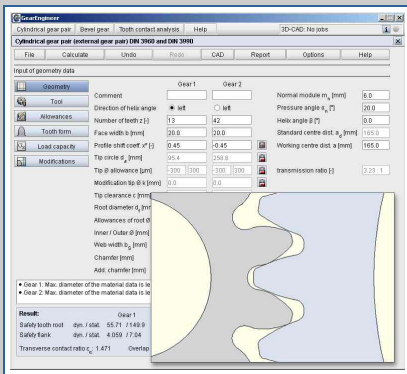 GearEngineer
Cylindrical gear pair Bevel gear Tooth contact analysis Help 3D-CAD: No jobs
Cylindrical gear pair (external gear pair) DIN 3960 and DIN 3990
File Calculate Undo Redo CAD Report Options Help
Input of geometry data
Geometry
Tool
Allowances
Tooth form
Load capacity
Modifications
Gear 1 Gear 2
Comment Normal module mn [mm] 6.0
Direction of helix angle left left Pressure angle αn [°] 20.0
Number of teeth z [-] 13 42 Helix angle β [°] 0.0
Face width b [mm] 20.0 20.0 Standard centre dist. ad [mm] 165.0
Profile shift coeff. x* [-] 0.45 -0.45 Working centre dist. a [mm] 165.0
Tip circle da [mm] 95.4 258.6
Tip Ø allowance [µm] -300 300 -300 300 transmission ratio [-] 3.23 : 1
Modification tip Ø k [mm] 0.0 0.0
Tip clearance c [mm]
Root diameter df [mm]
Allowances of root Ø
Inner / Outer Ø [mm]
Web width bs [mm]
Chamfer [mm]
Add. chamfer [mm]
• Gear 1: Max. diameter of the material data is le
• Gear 2: Max. diameter of the material data is le
Result: Gear 1
Safety tooth root dyn. / stat. 55.71 / 149.9
Safety flank dyn. / stat. 4.059 / 7.04
Transverse contact ratio εα: 1.471 Overlap